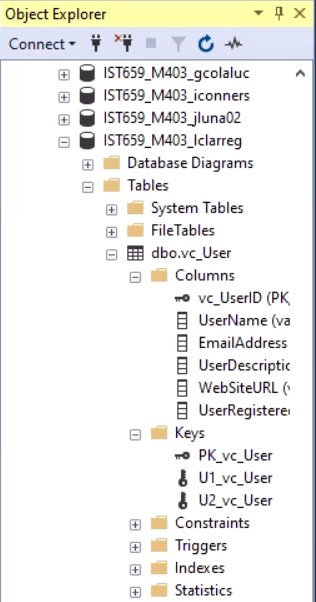 Object Explorer
Connect
IST659_M403_gcolaluc
IST659_M403_iconners
IST659_M403_jluna02
IST659_M403_lclarreg
Database Diagrams
Tables
System Tables
FileTables
dbo.vc_User
Columns
vc_UserID (PK,
UserName (va
EmailAddress
UserDescriptic
WebSiteURL (v
UserRegistere
Keys
PK_vc_User
U1_vc_User
U2_vc_User
Constraints
Triggers
Indexes
Statistics